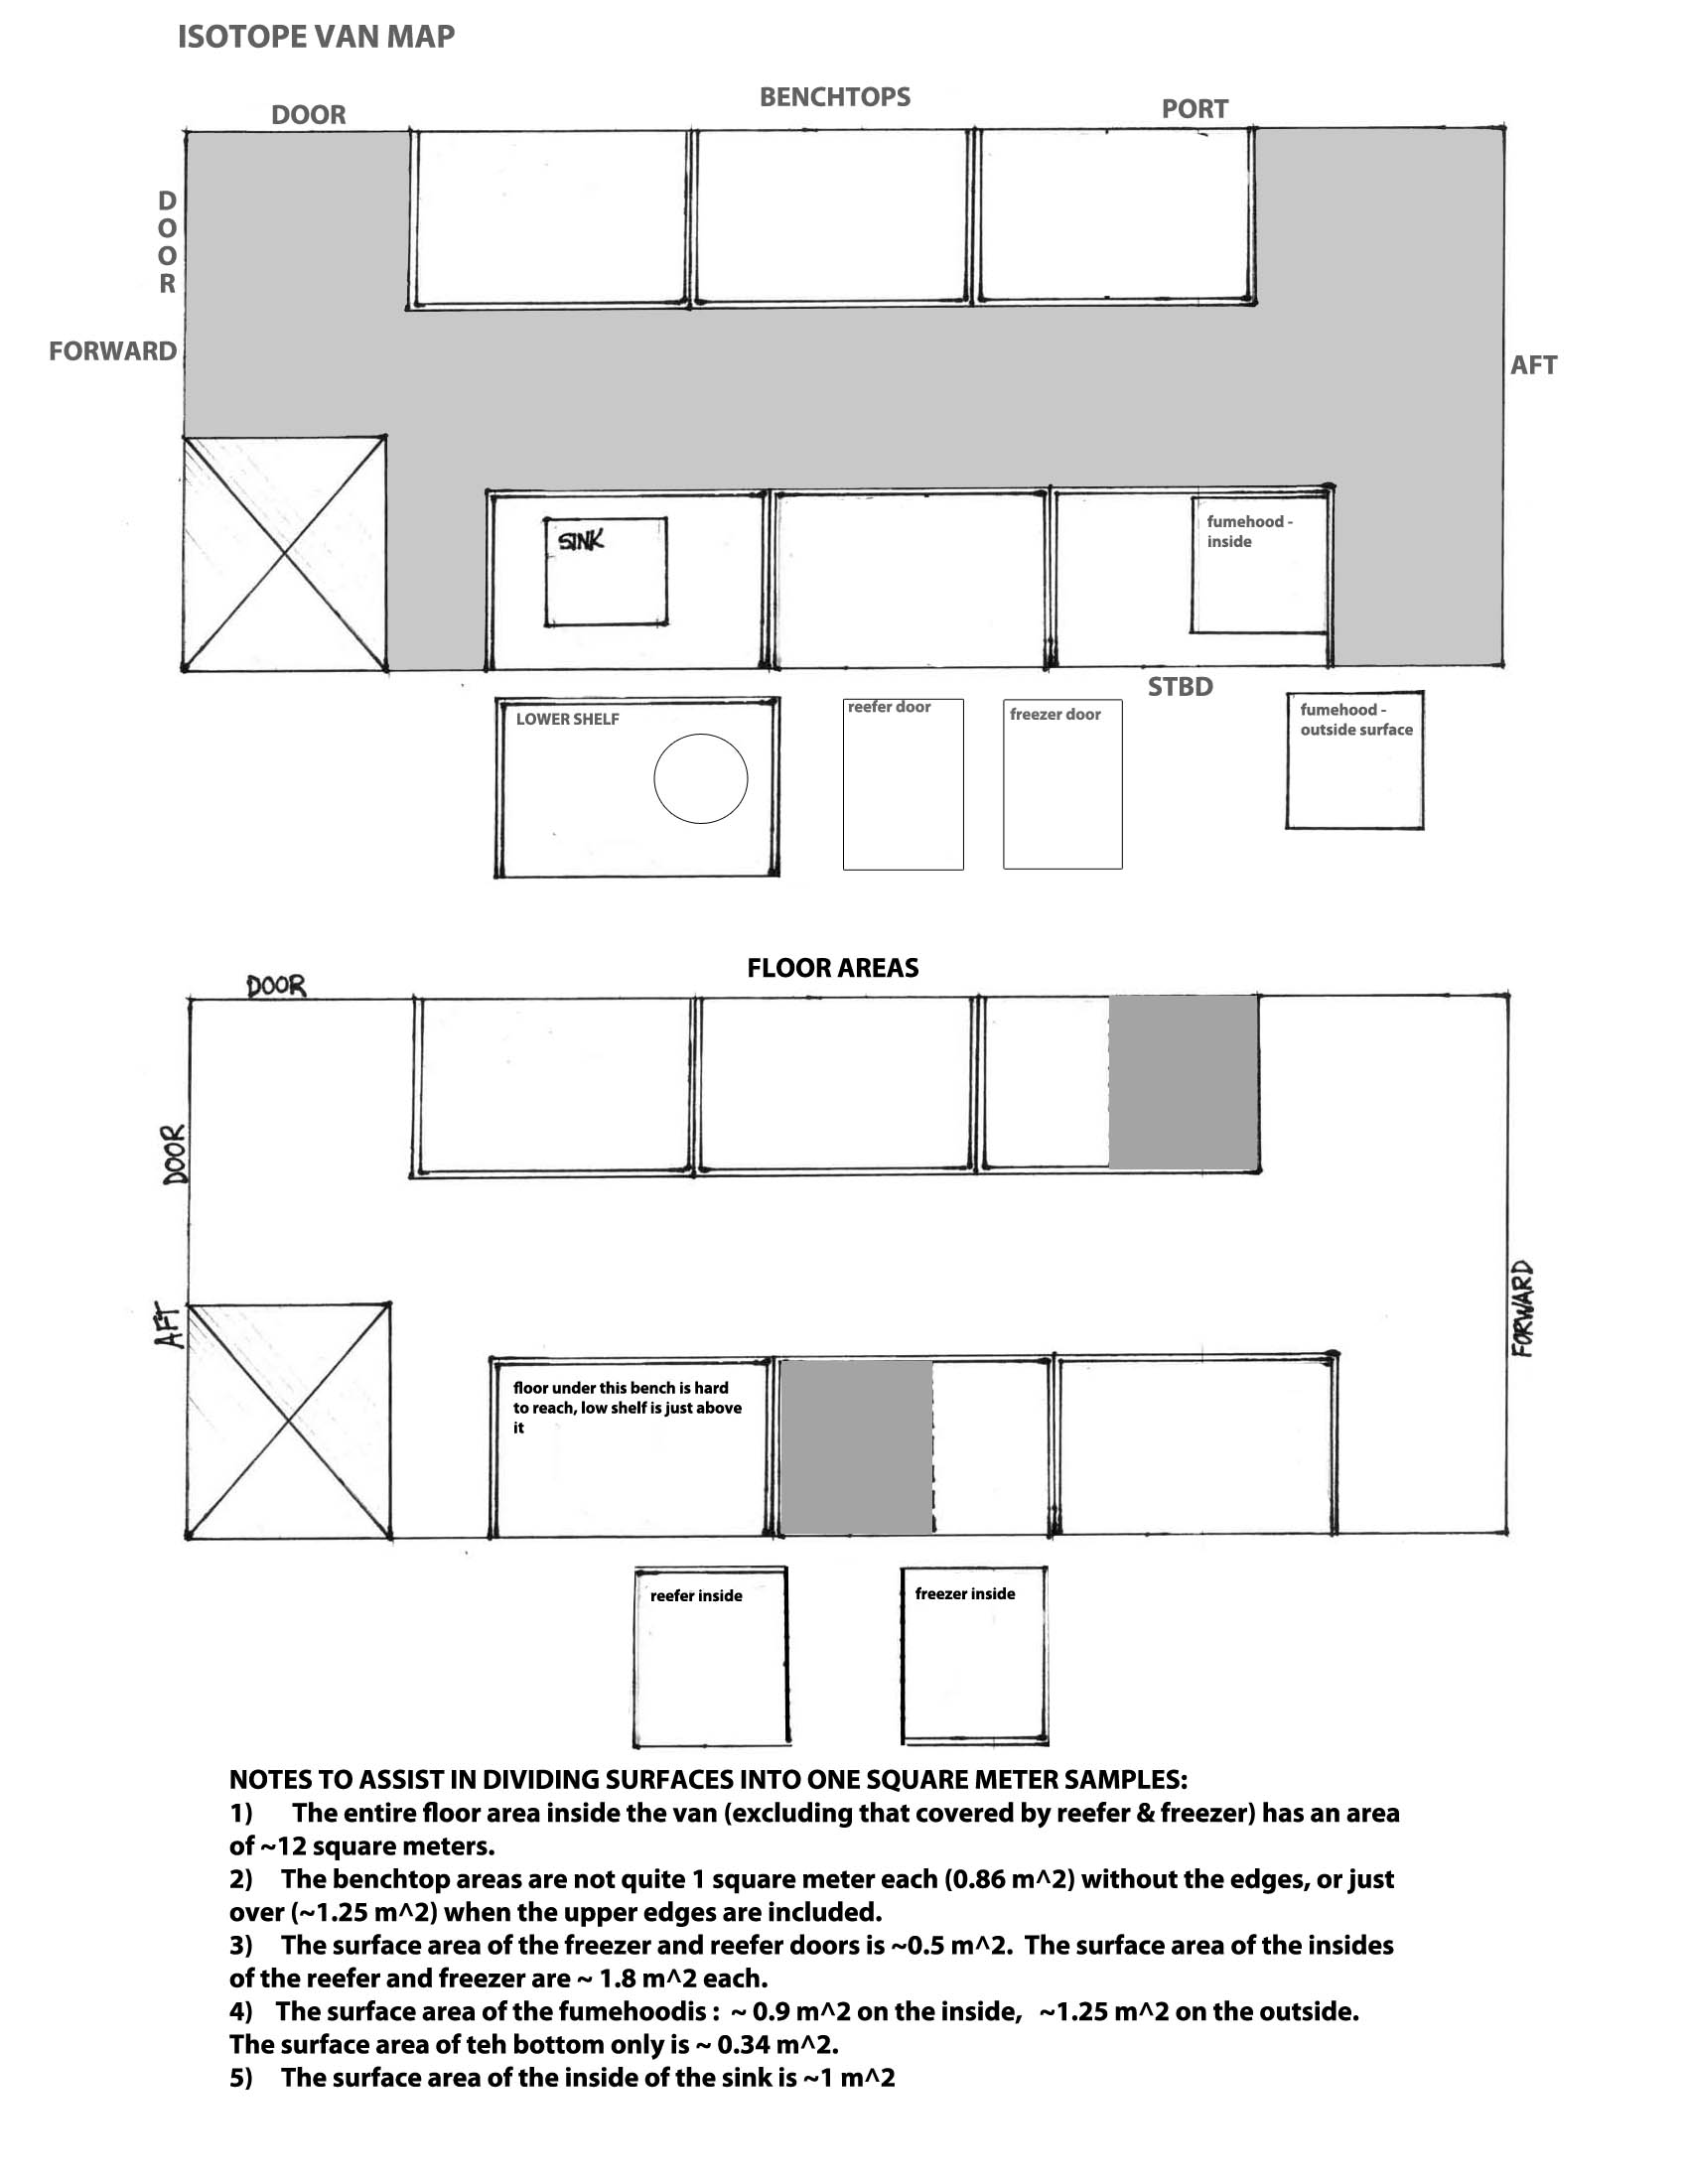 ISOTOPE VAN MAP
BENCHTOPS
DOOR
PORT
DOOR
FORWARD
AFT
SINK
fumehood -
inside
STBD
LOWER SHELF
reefer door
freezer door
fumehood -
outside surface
FLOOR AREAS
DOOR
DOOR
AFT
FORWARD
floor under this bench is hard
to reach, low shelf is just above
it
reefer inside
freezer inside
NOTES TO ASSIST IN DIVIDING SURFACES INTO ONE SQUARE METER SAMPLES:
1) The entire floor area inside the van (excluding that covered by reefer & freezer) has an area
of ~12 square meters.
2) The benchtop areas are not quite 1 square meter each (0.86 m^2) without the edges, or just
over (~1.25 m^2) when the upper edges are included.
3) The surface area of the freezer and reefer doors is ~0.5 m^2. The surface area of the insides
of the reefer and freezer are ~ 1.8 m^2 each.
4) The surface area of the fumehoodis : ~ 0.9 m^2 on the inside, ~1.25 m^2 on the outside.
The surface area of teh bottom only is ~ 0.34 m^2.
5) The surface area of the inside of the sink is ~1 m^2